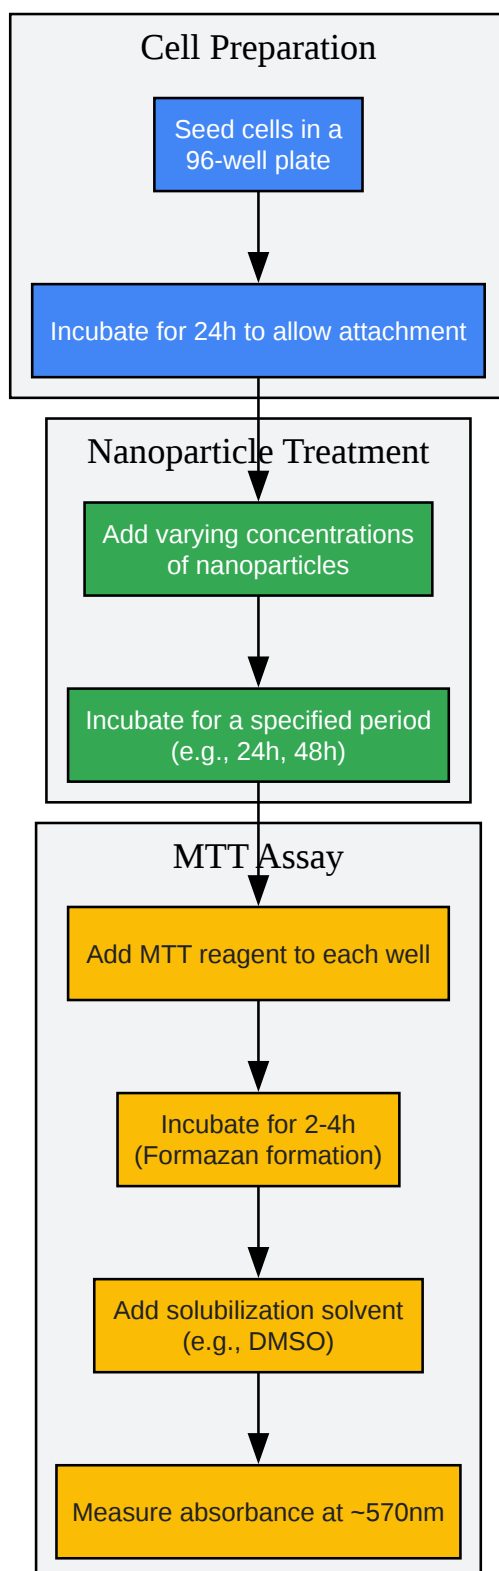 Cell Preparation
Seed cells in a
96-well plate
Incubate for 24h to allow attachment
Nanoparticle Treatment
Add varying concentrations
of nanoparticles
Incubate for a specified period
(e.g., 24h, 48h)
MTT Assay
Add MTT reagent to each well
Incubate for 2-4h
(Formazan formation)
Add solubilization solvent
(e.g., DMSO)
Measure absorbance at ~570nm